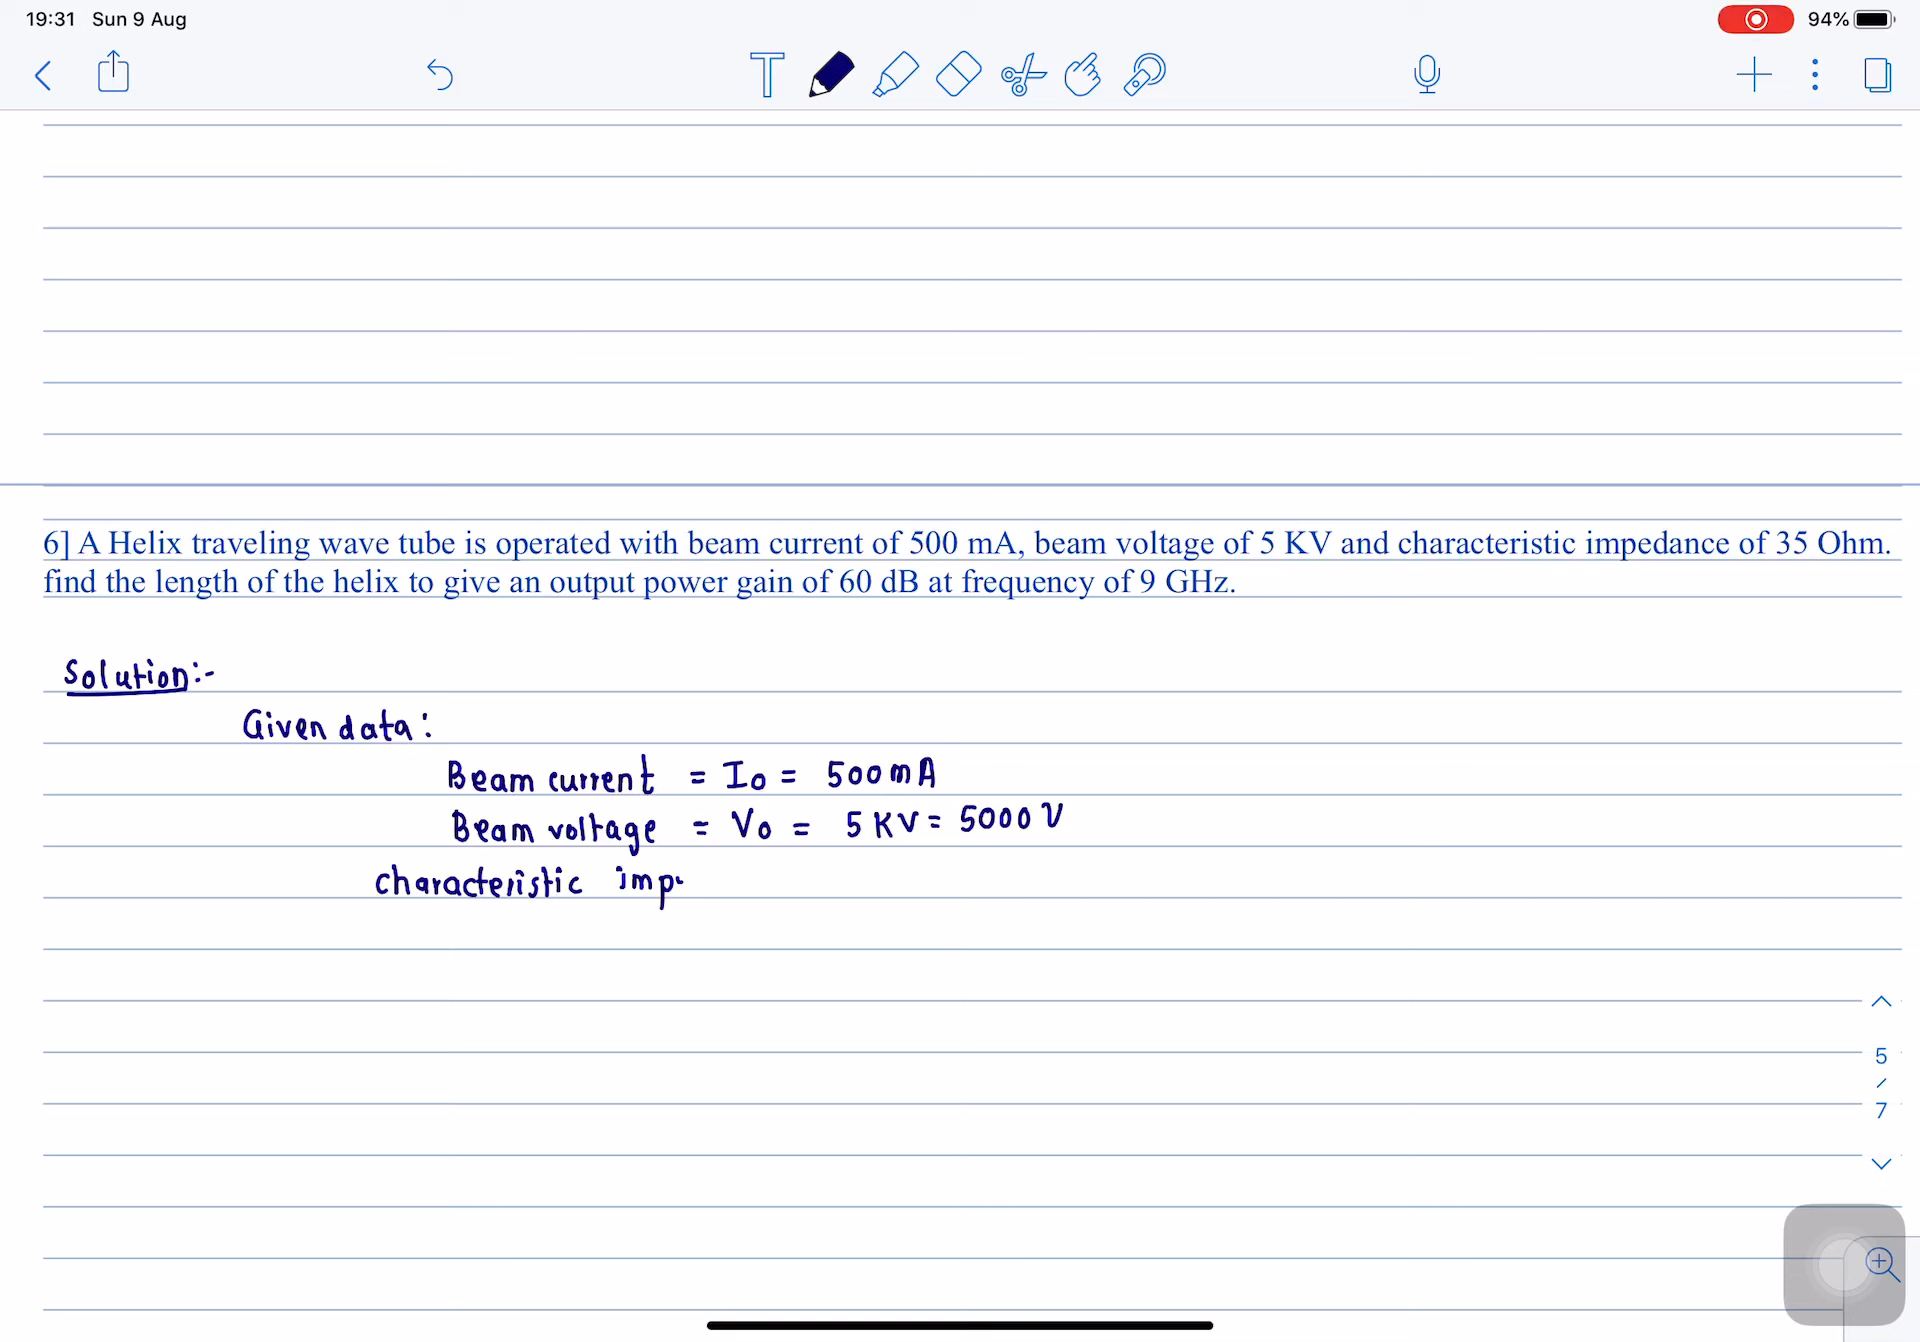 19:31 Sun 9 Aug
94%
6] A Helix traveling wave tube is operated with beam current of 500 mA, beam voltage of 5 KV and characteristic impedance of 35 Ohm.
find the length of the helix to give an output power gain of 60 dB at frequency of 9 GHz.
Solution:-
Given data:
Beam current = Io = 500mA
Beam voltage = Vo = 5 KV = 5000 V
characteristic imp
5
/
7